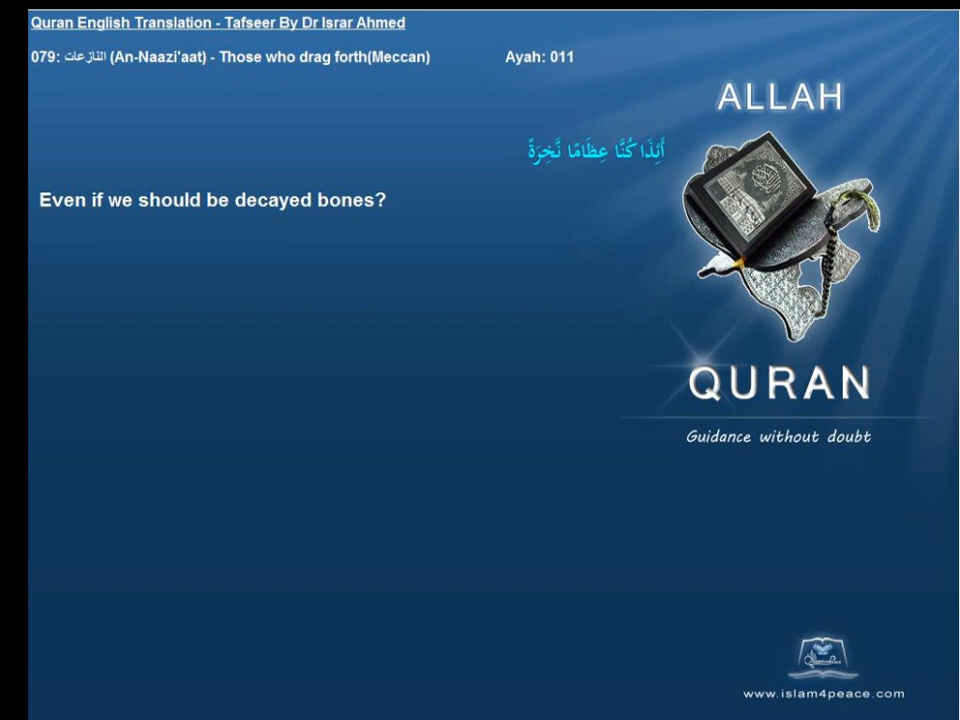 Quran English Translation - Tafseer By Dr Israr Ahmed
079: النازعات (An-Naazi'aat) - Those who drag forth(Meccan) Ayah: 011
ALLAH
أَئِذَا كُنَّا عِظَامًا نَّخِرَةً
Even if we should be decayed bones?
QURAN
Guidance without doubt
www.islam4peace.com